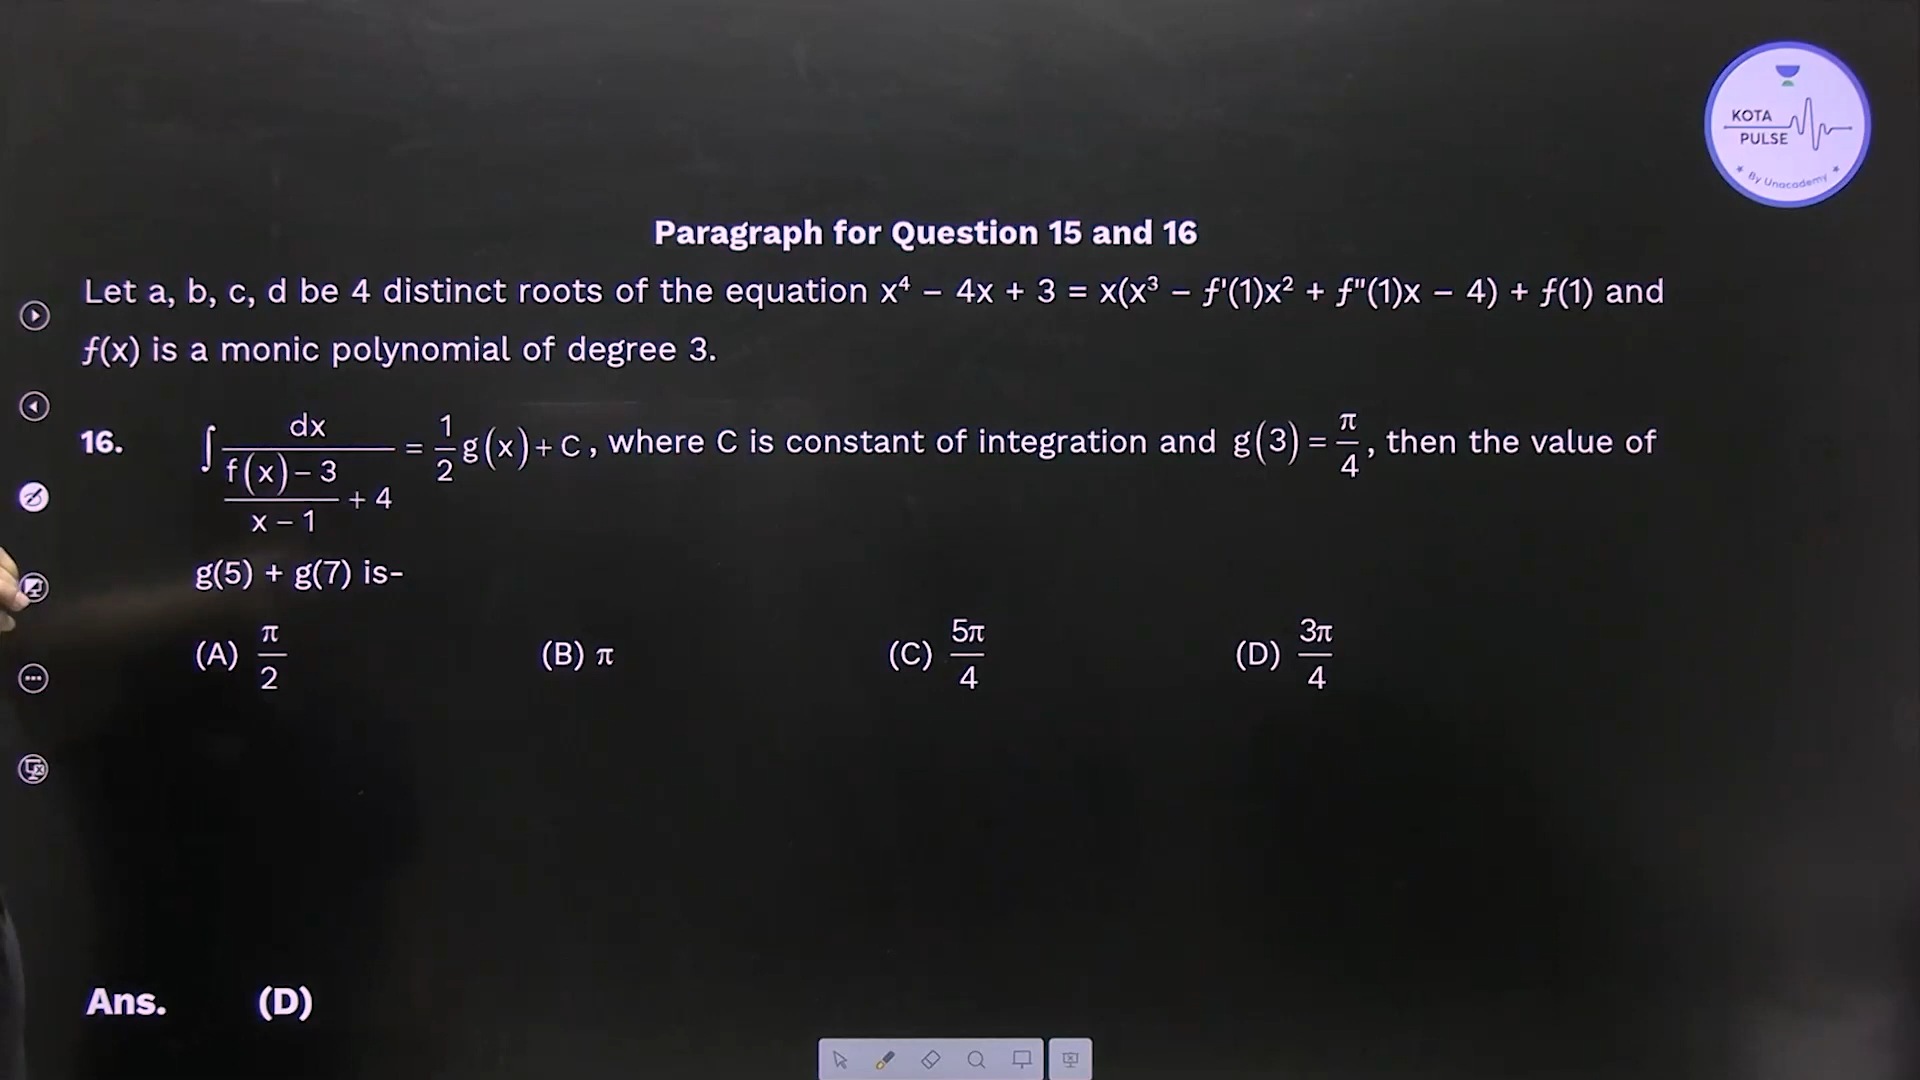 KOTA
PULSE
By Unacademy
Paragraph for Question 15 and 16
Let a, b, c, d be 4 distinct roots of the equation x⁴ – 4x + 3 = x(x³ – f'(1)x² + f"(1)x – 4) + f(1) and
f(x) is a monic polynomial of degree 3.
16. ∫ dx / ((f(x) – 3)/(x – 1) + 4) = 1/2 g(x) + C, where C is constant of integration and g(3) = π/4, then the value of
g(5) + g(7) is-
(A) π/2 (B) π (C) 5π/4 (D) 3π/4
Ans. (D)